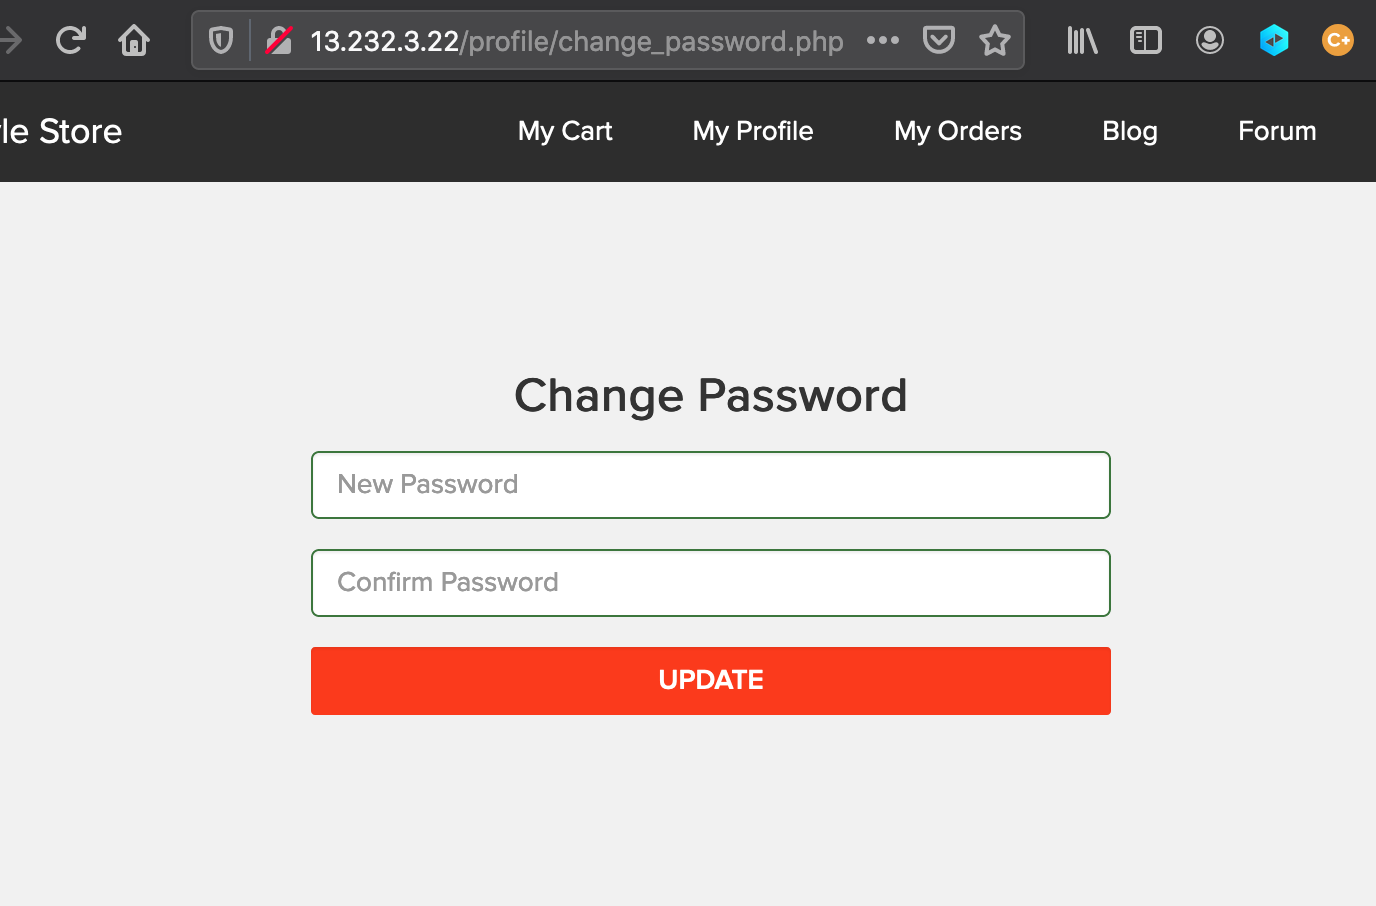 13.232.3.22/profile/change_password.php
C+
le Store
My Cart
My Profile
My Orders
Blog
Forum
Change Password
New Password
Confirm Password
UPDATE